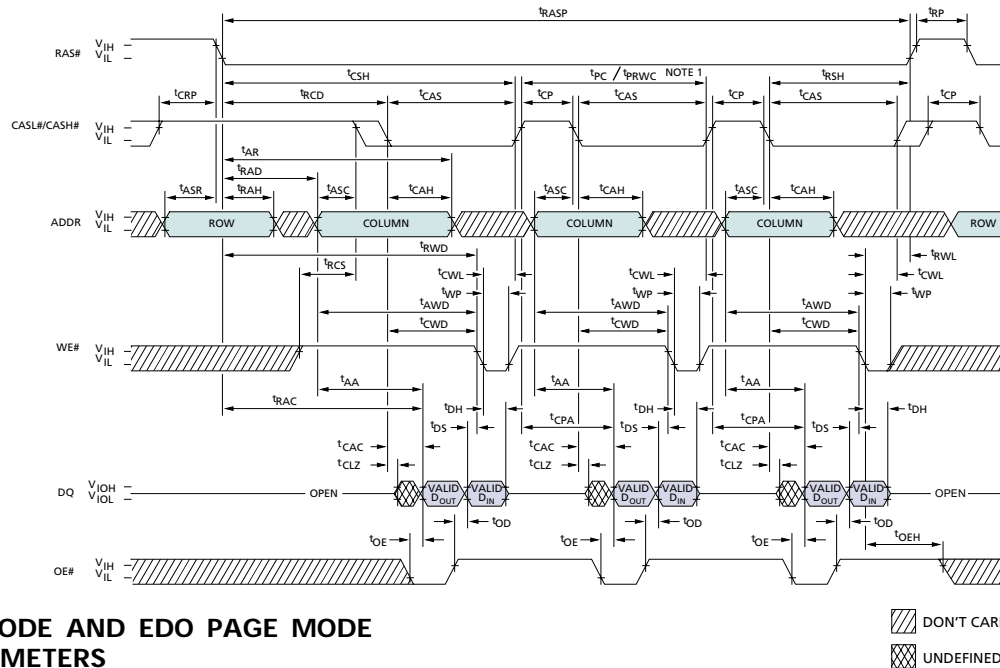 tRASP tRP
RAS# VIH
VIL
tCSH tPC / tPRWC NOTE 1 tRSH
tCRP tRCD tCAS tCP tCAS tCP tCAS tCP
CASL#/CASH# VIH
VIL
tAR
tRAD
tASR tRAH tASC tCAH tASC tCAH tASC tCAH
ADDR VIH
VIL
ROW COLUMN COLUMN COLUMN ROW
tRWD tRWL
tRCS tCWL tCWL tCWL
tWP tWP tWP
tAWD tAWD tAWD
tCWD tCWD tCWD
WE# VIH
VIL
tAA tAA tAA
tRAC tDH tDH tDH
tCPA tCPA
tDS tDS tDS
tCAC tCAC tCAC
tCLZ tCLZ tCLZ
DQ VIOH
VIOL
OPEN VALID DOUT VALID DIN VALID DOUT VALID DIN VALID DOUT VALID DIN OPEN
tOD tOD tOD
tOE tOE tOE tOEH
OE# VIH
VIL
ODE AND EDO PAGE MODE
METERS
DON'T CARE
UNDEFINED